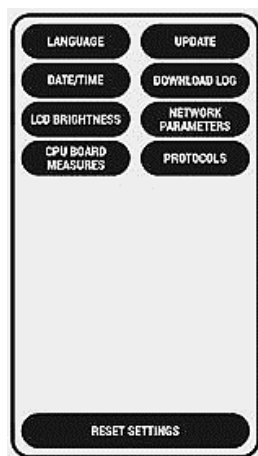 LANGUAGE
UPDATE
DATE/TIME
DOWNLOAD LOG
LCD BRIGHTNESS
NETWORK
PARAMETERS
CPU BOARD
MEASURES
PROTOCOLS
RESET SETTINGS